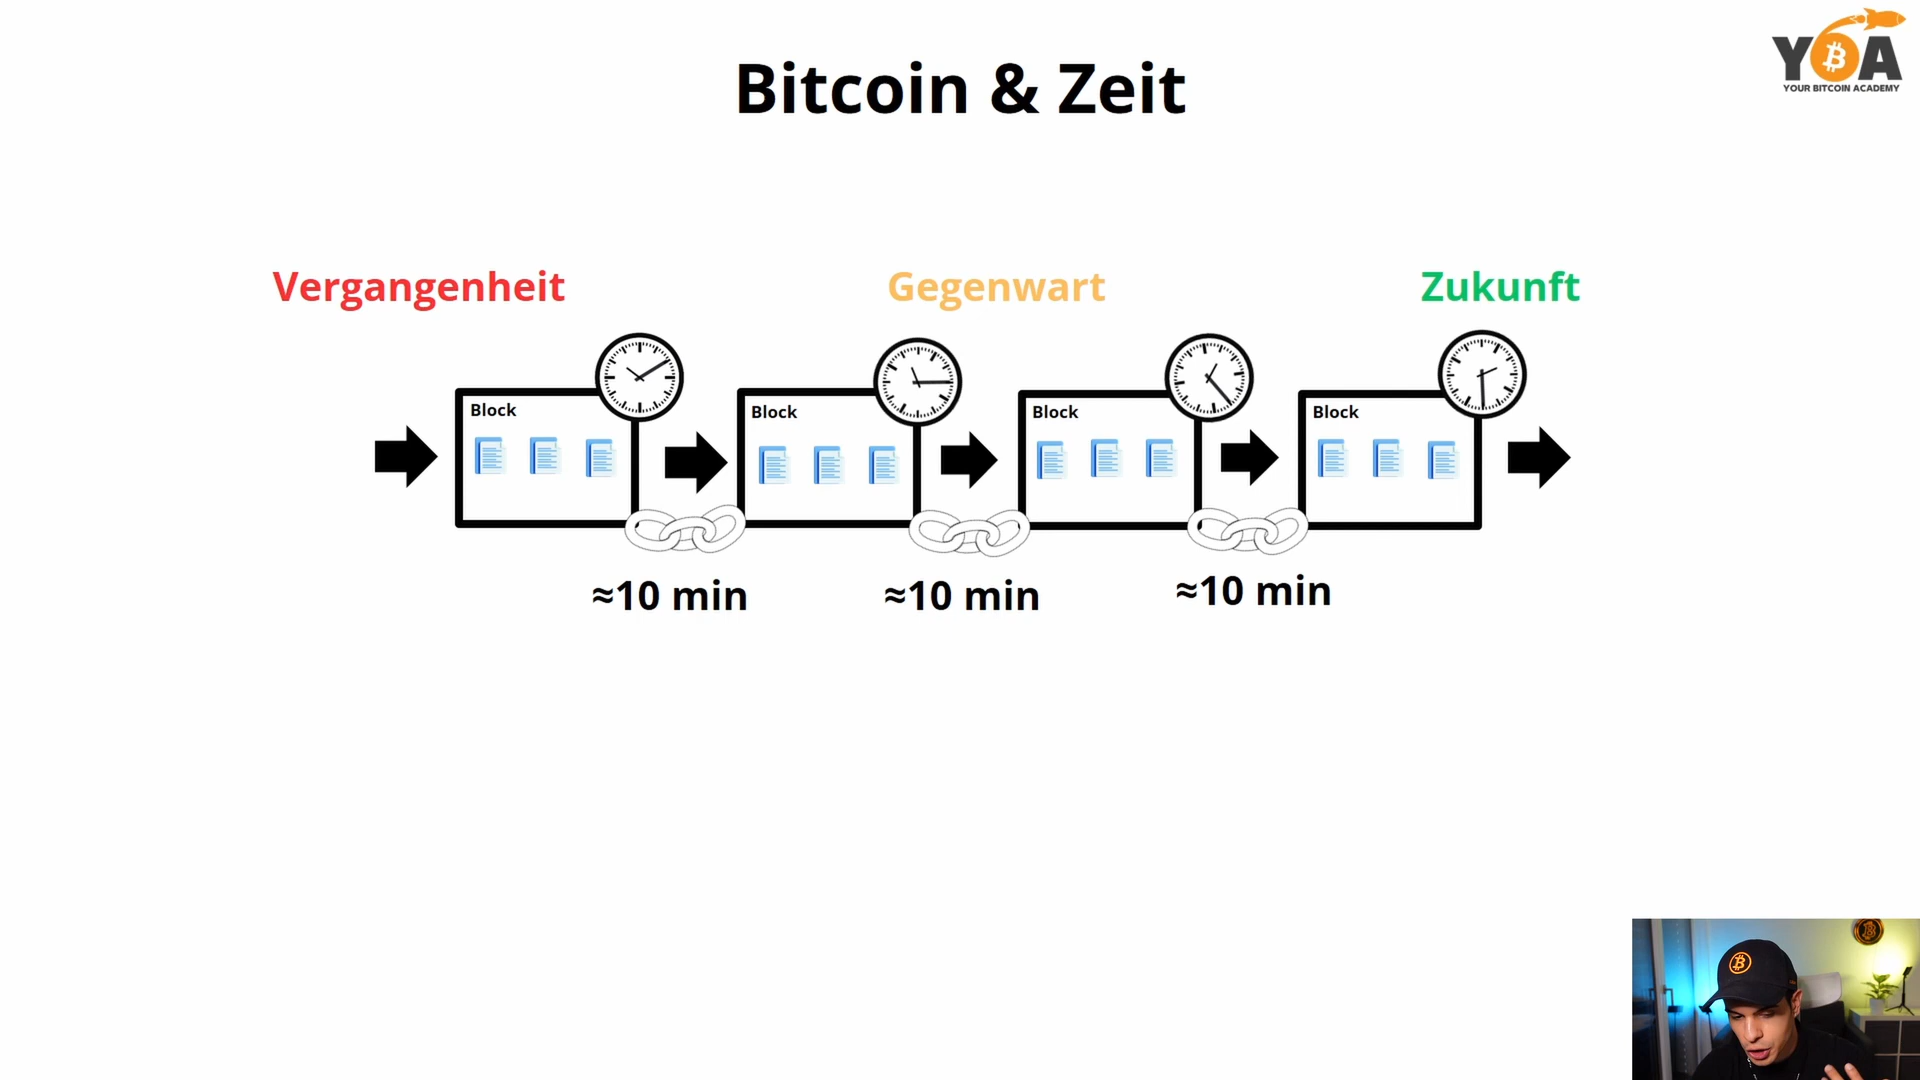 YBA
YOUR BITCOIN ACADEMY
Bitcoin & Zeit
Vergangenheit
Gegenwart
Zukunft
Block
Block
Block
Block
≈10 min
≈10 min
≈10 min